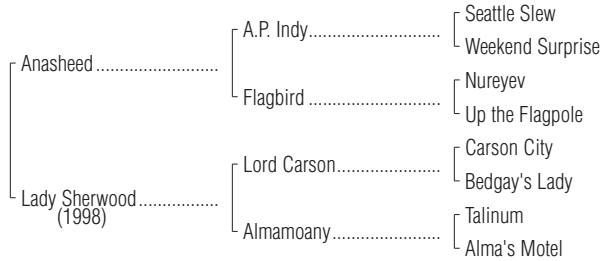 Seattle Slew
A.P. Indy
Weekend Surprise
Anasheed
Nureyev
Flagbird
Up the Flagpole
Carson City
Lord Carson
Bedgay's Lady
Lady Sherwood
(1998)
Talinum
Almamoany
Alma's Motel